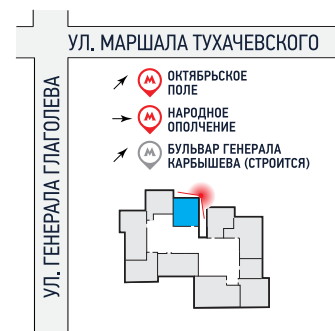 УЛ. МАРШАЛА ТУХАЧЕВСКОГО
УЛ. ГЕНЕРАЛА ГЛАГОЛЕВА
М ОКТЯБРЬСКОЕ
ПОЛЕ
М НАРОДНОЕ
ОПОЛЧЕНИЕ
М БУЛЬВАР ГЕНЕРАЛА
КАРБЫШЕВА (СТРОИТСЯ)